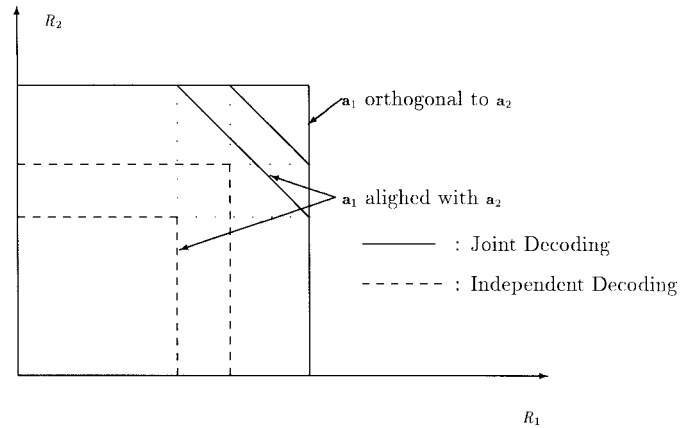 R₂
a₁ orthogonal to a₂
a₁ alighed with a₂
: Joint Decoding
: Independent Decoding
R₁